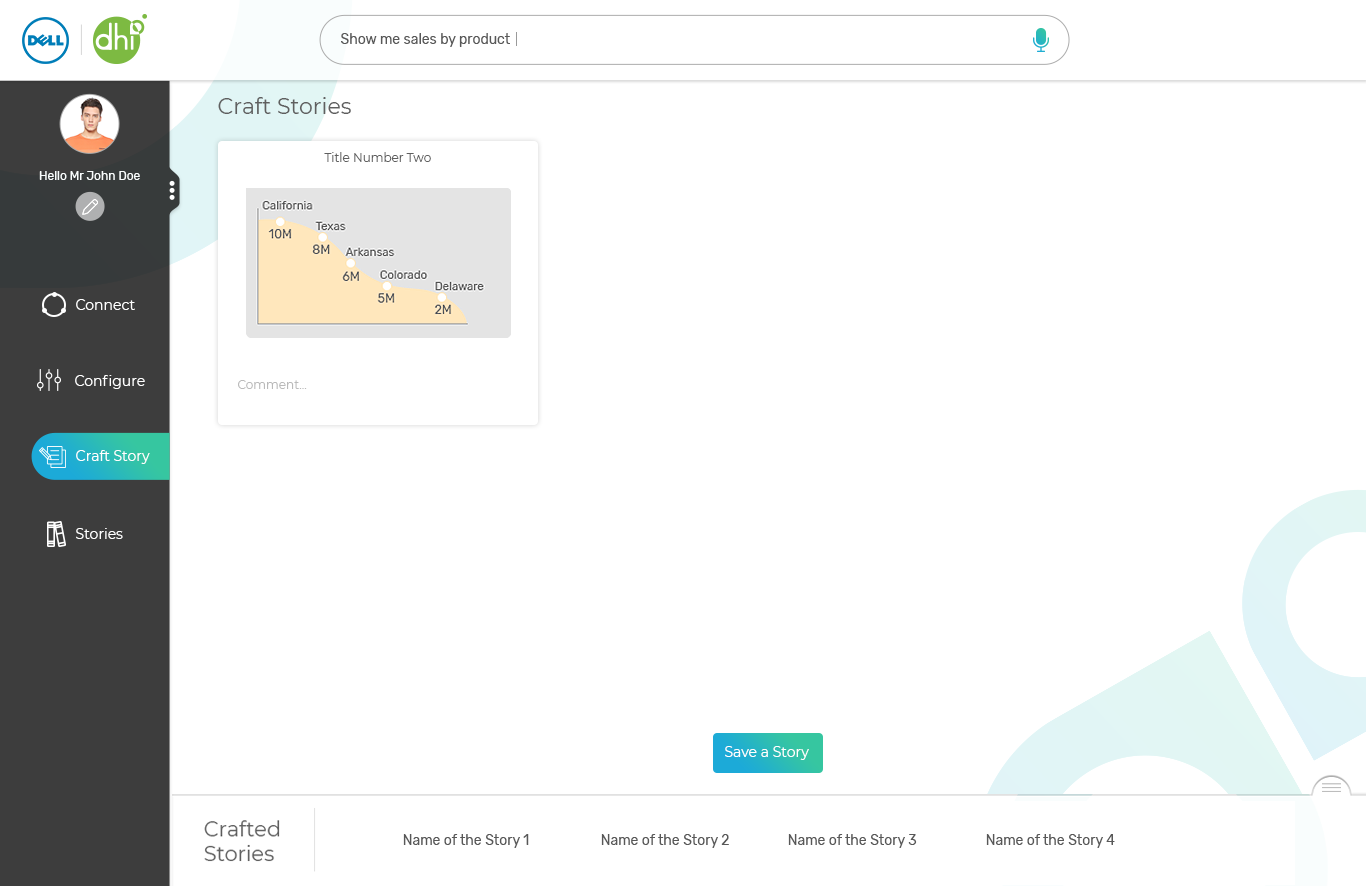 DELL
dhi
Show me sales by product
Hello Mr John Doe
Connect
Configure
Craft Story
Stories
Craft Stories
Title Number Two
California
10M
Texas
8M
Arkansas
6M
Colorado
5M
Delaware
2M
Comment...
Save a Story
Crafted
Stories
Name of the Story 1
Name of the Story 2
Name of the Story 3
Name of the Story 4